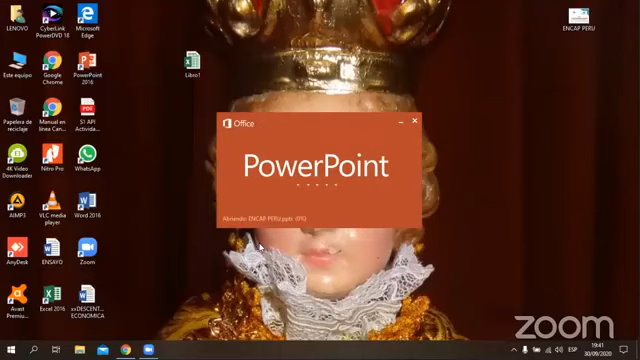 LENOVO
CyberLink PowerDVD 18
Microsoft Edge
ENCAP PERU
Este equipo
Google Chrome
PowerPoint 2016
Libro1
Papelera de reciclaje
Manual en línea Can...
PDF
S1 API Activida...
4K Video Downloader
Nitro Pro
WhatsApp
AIMP3
VLC media player
Word 2016
AnyDesk
ENSAYO
Zoom
Avast Premium...
Excel 2016
xxDESCENT... ECONOMICA
Office
PowerPoint
Abriendo: ENCAP PERU.pptx (0%)
zoom
ESP
19:41
30/09/2020